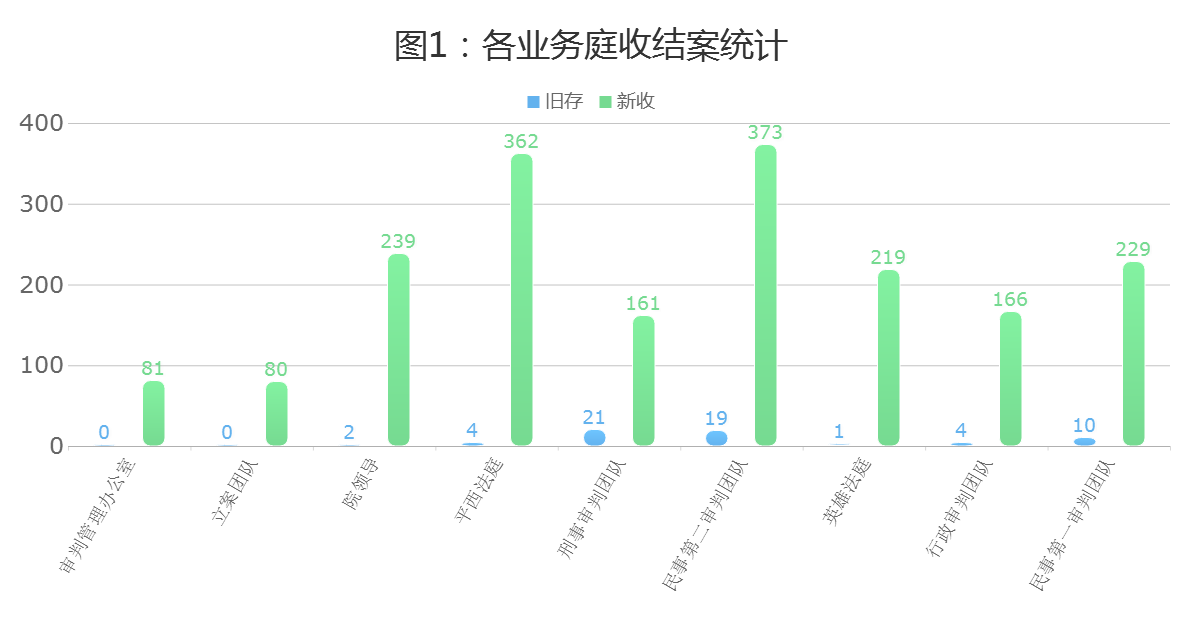 图1：各业务庭收结案统计
旧存 新收
400
300
200
100
0
0 81
0 80
2 239
4 362
21 161
19 373
1 219
4 166
10 229
审判管理办公室
立案团队
院领导
平西法庭
刑事审判团队
民事第二审判团队
英雄法庭
行政审判团队
民事第一审判团队